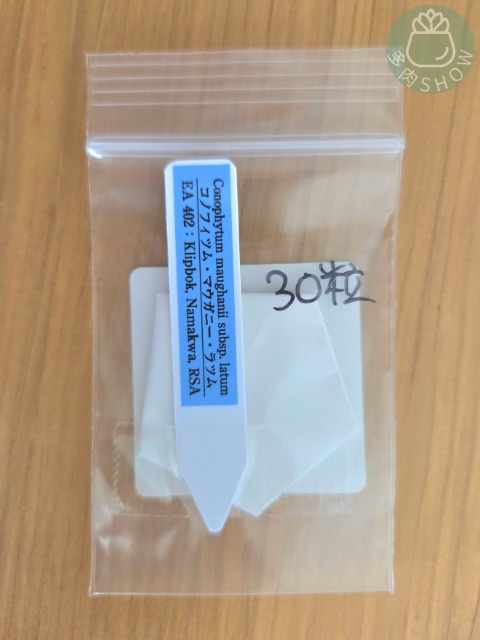 多肉SHOW
Conophytum maughanii subsp. latum
コノフィツム・マウガニー・ラツム
EA 402 : Klipbok, Namakwa, RSA
30粒